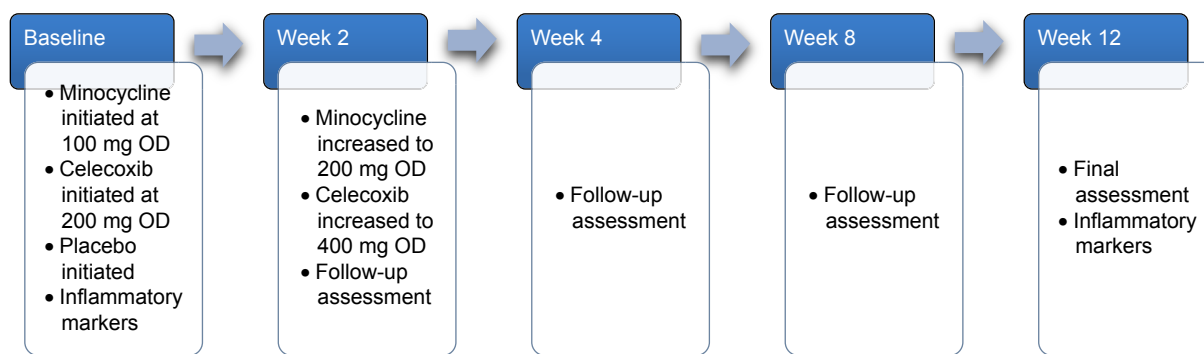 Baseline
• Minocycline
initiated at
100 mg OD
• Celecoxib
initiated at
200 mg OD
• Placebo
initiated
• Inflammatory
markers
Week 2
• Minocycline
increased to
200 mg OD
• Celecoxib
increased to
400 mg OD
• Follow-up
assessment
Week 4
• Follow-up
assessment
Week 8
• Follow-up
assessment
Week 12
• Final
assessment
• Inflammatory
markers